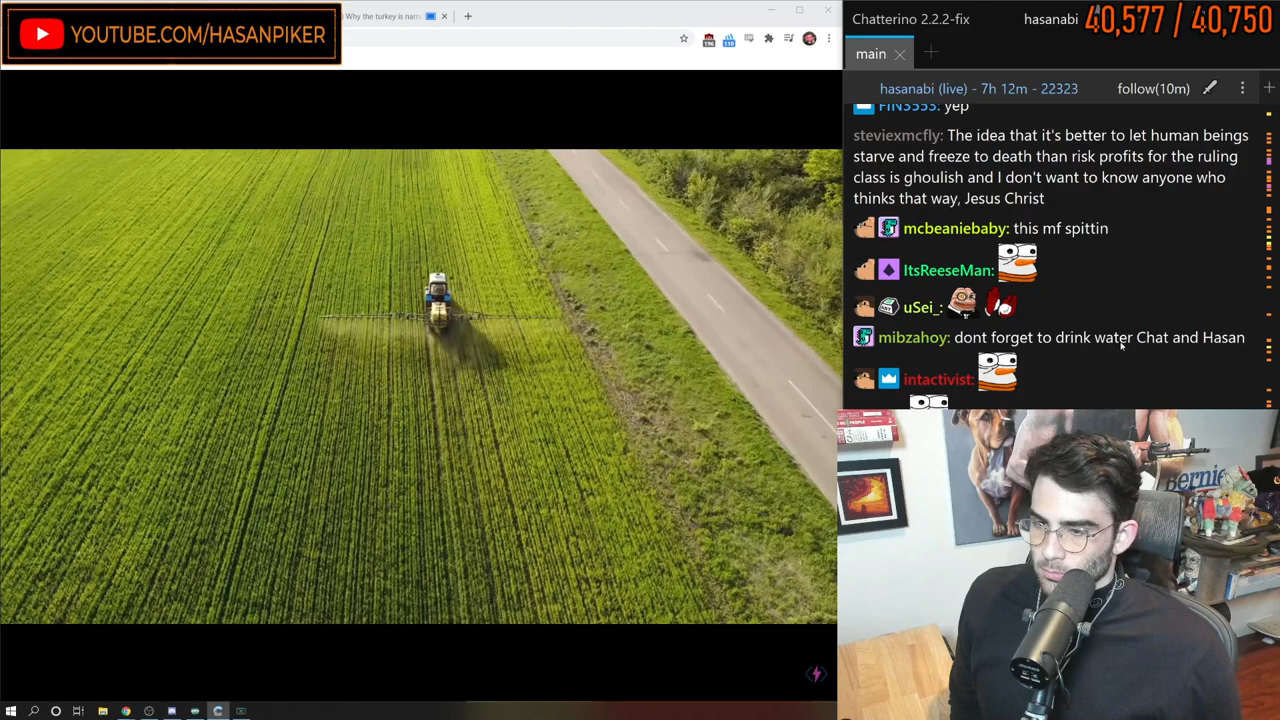 YOUTUBE.COM/HASANPIKER
Why the turkey is nam
Chatterino 2.2.2-fix
hasanabi
40,577 / 40,750
main
hasanabi (live) - 7h 12m - 22323
follow(10m)
FIN3553: yep
steviexmcfly: The idea that it's better to let human beings
starve and freeze to death than risk profits for the ruling
class is ghoulish and I don't want to know anyone who
thinks that way, Jesus Christ
mcbeaniebaby: this mf spittin
ItsReeseMan:
uSei_:
mibzahoy: dont forget to drink water Chat and Hasan
intactivist:
Bernie